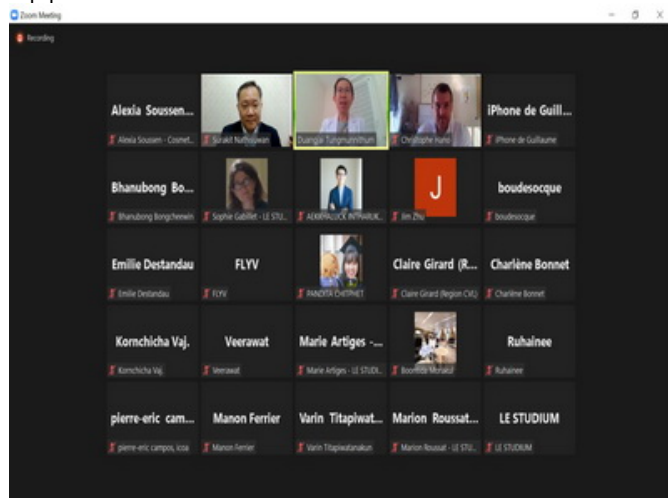 Zoom Meeting
Recording
Alexia Soussen...
Alexia Soussen - Cosmet...
Surakit Nathisuwan
Duangjai Tungmunnithum
Christophe Hano
iPhone de Guill...
iPhone de Guillaume
Bhanubong Bo...
Bhanubong Bongcheewin
Sophie Gabillet - LE STU...
AEKKHALUCK INTHARUK...
J
Jim Zhu
boudesocque
boudesocque
Emilie Destandau
Emilie Destandau
FLYV
FLYV
PANDITA CHITPHET
Claire Girard (R...
Claire Girard (Region CVL)
Charlène Bonnet
Charlène Bonnet
Kornchicha Vaj.
Kornchicha Vaj.
Veerawat
Veerawat
Marie Artiges -...
Marie Artiges - LE STUDI...
Ruhainee
Ruhainee
pierre-eric cam...
pierre-eric campos, icoa
Manon Ferrier
Manon Ferrier
Varin Titapiwat...
Varin Titapiwatanakun
Marion Roussat...
Marion Roussat - LE STU...
LE STUDIUM
LE STUDIUM